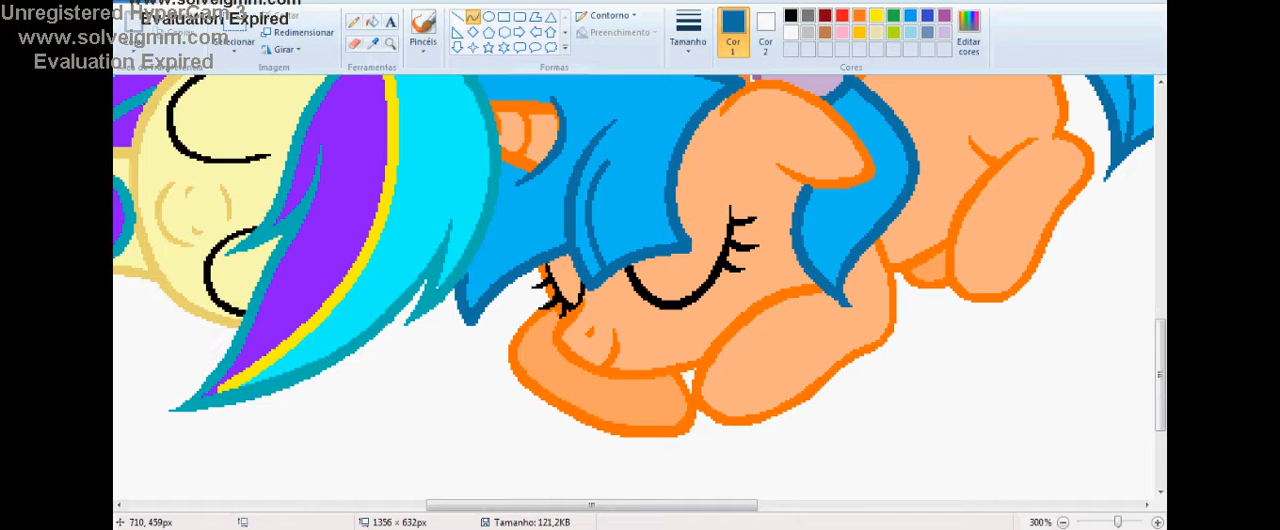 www.solveigmm.com
Unregistered HyperCam 3
Evaluation Expired
www.solveigmm.com
Evaluation Expired
Selecionar
Redimensionar
Girar
Imagem
A
Ferramentas
Pincéis
Contorno
Preenchimento
Formas
Tamanho
Cor 1
Cor 2
Editar cores
Cores
710, 459px
1356 × 632px
Tamanho: 121,2KB
300%